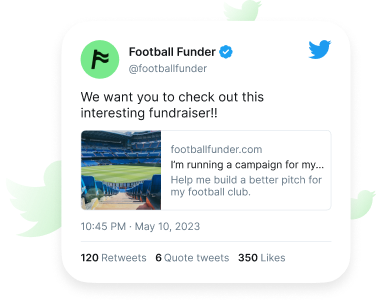 Football Funder
@footballfunder
We want you to check out this
interesting fundraiser!!
footballfunder.com
I'm running a campaign for my...
Help me build a better pitch for
my football club.
10:45 PM · May 10, 2023
120 Retweets 6 Quote tweets 350 Likes